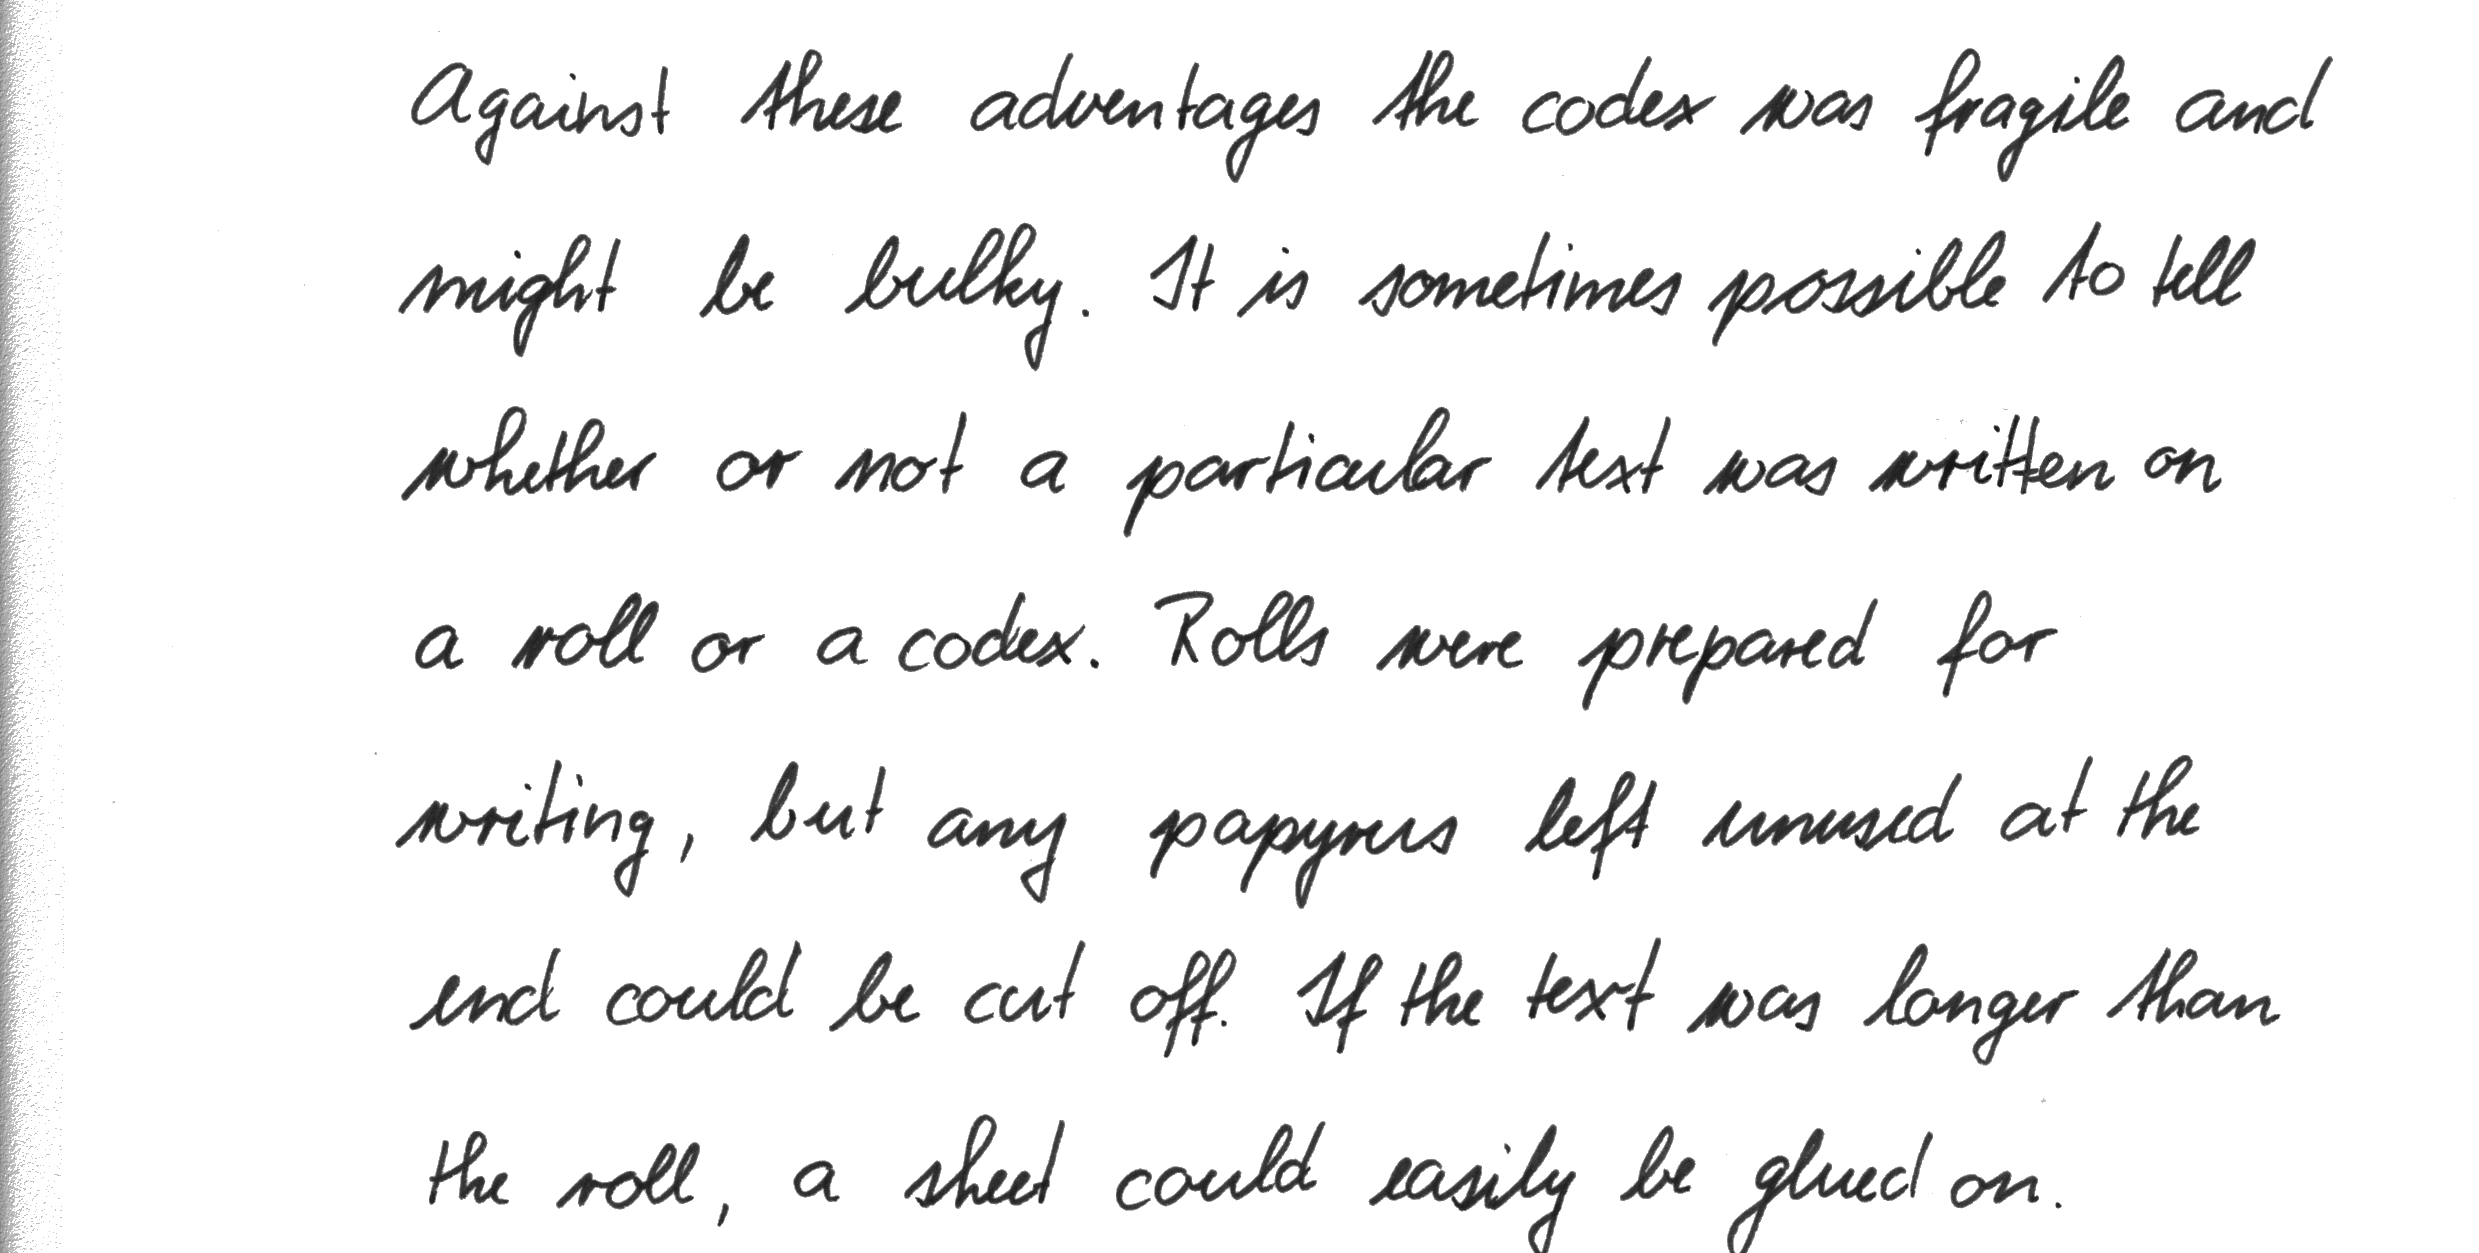 Against these adventages the codex was fragile and
might be bulky. It is sometimes possible to tell
whether or not a particular text was written on
a roll or a codex. Rolls were prepared for
writing, but any papyrus left unused at the
end could be cut off. If the text was longer than
the roll, a sheet could easily be glued on.